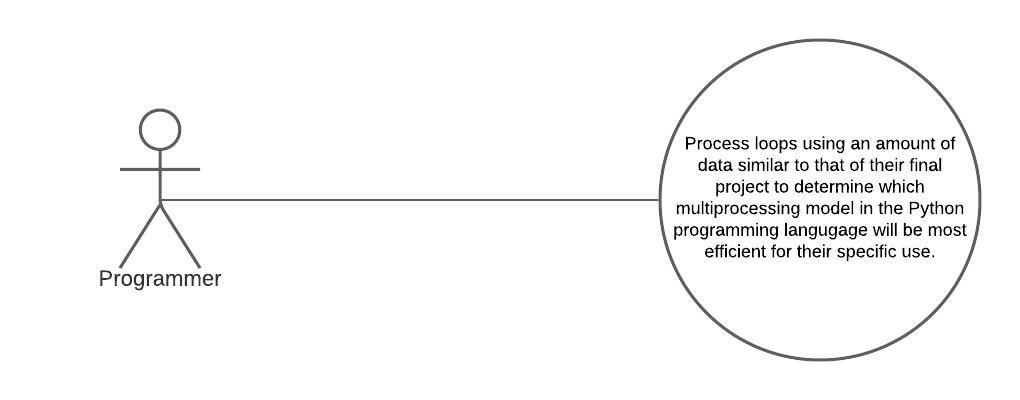 Process loops using an amount of
data similar to that of their final
project to determine which
multiprocessing model in the Python
programming langugage will be most
efficient for their specific use.
Programmer